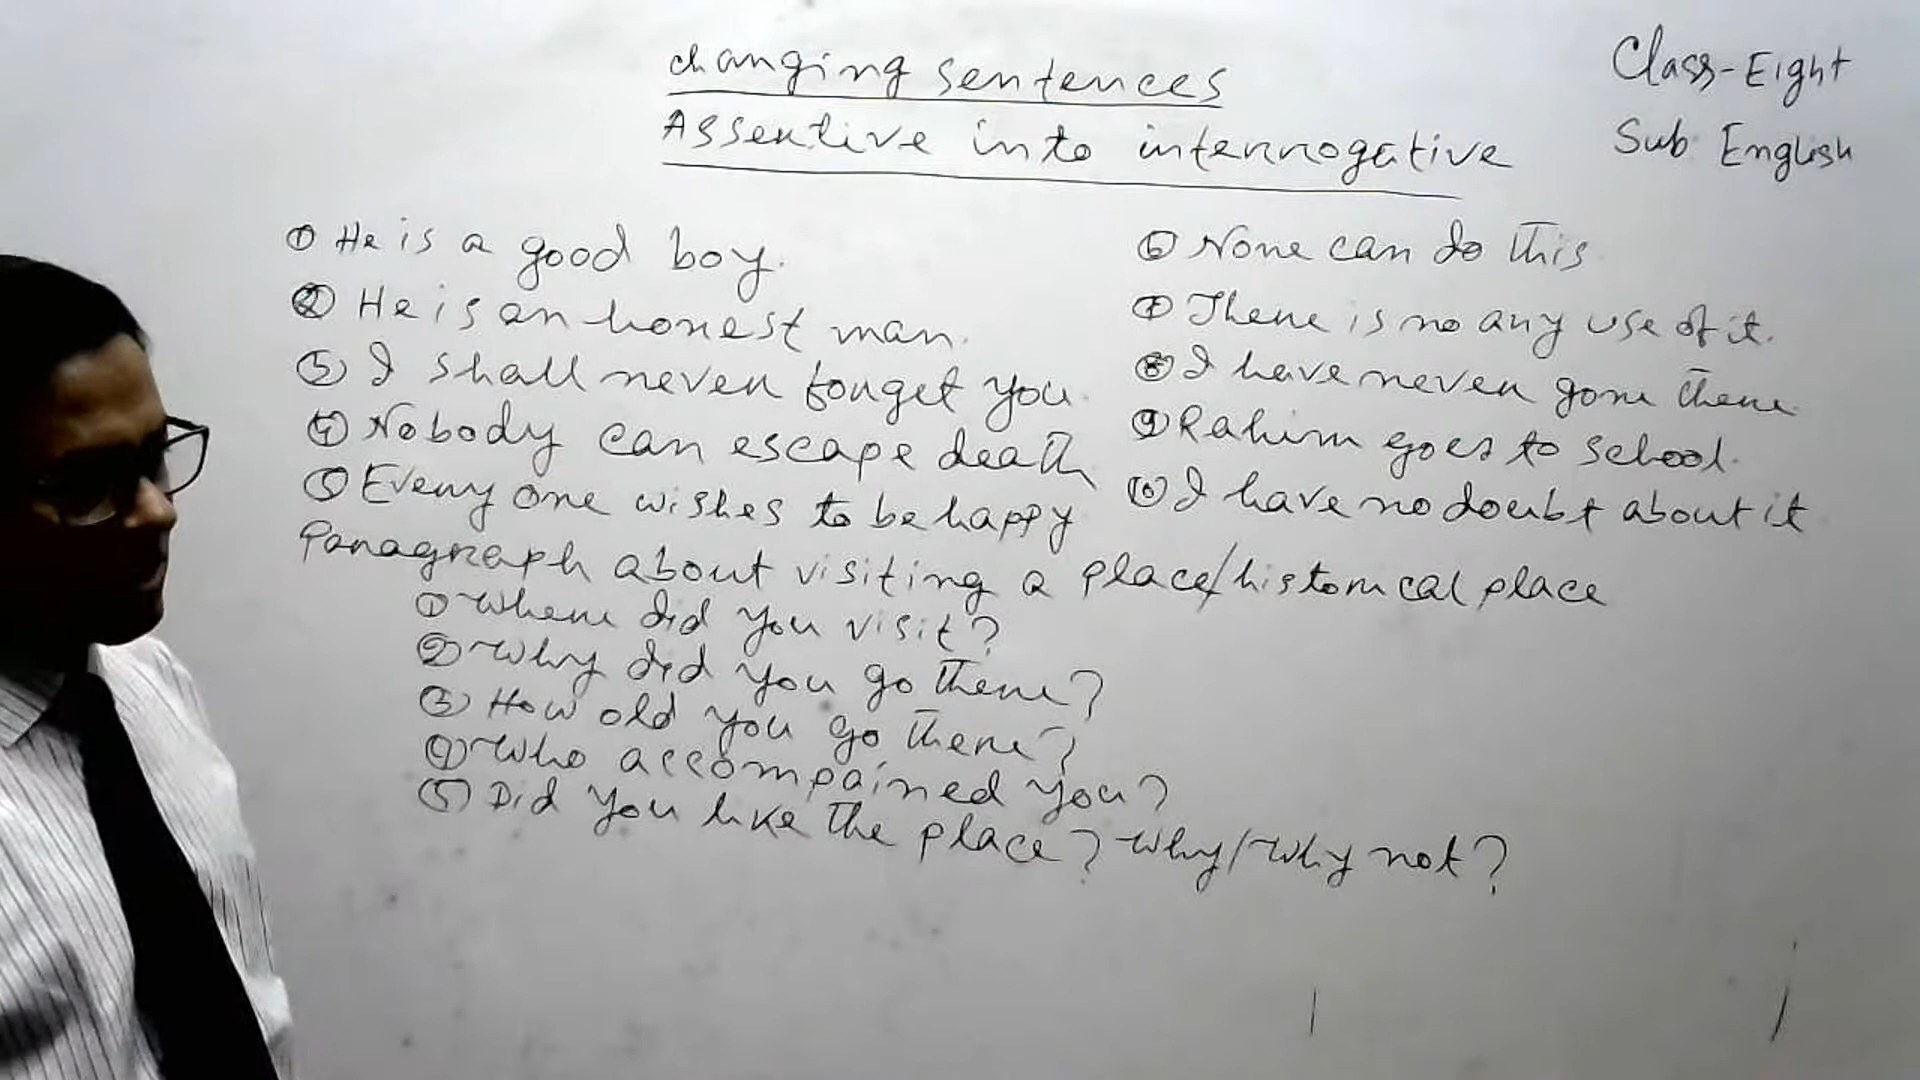 changing sentences
Assertive into interrogative
Class-Eight
Sub English
① He is a good boy.
② He is an honest man.
③ I shall never forget you.
④ Nobody can escape death
⑤ Every one wishes to be happy
⑥ None can do this.
⑦ There is no any use of it.
⑧ I have never gone there.
⑨ Rahim goes to school.
⑩ I have no doubt about it
Paragraph about visiting a place/historical place
① Where did you visit?
② Why did you go there?
③ How old you go there?
④ Who accompained you?
⑤ Did you like the place? Why/Why not?